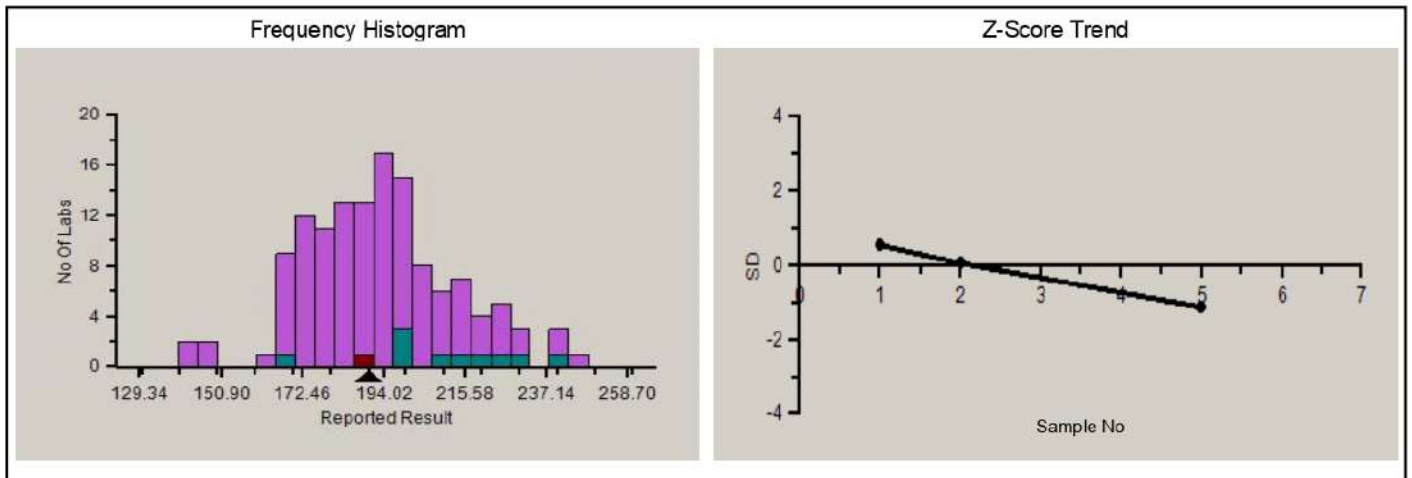 Frequency Histogram
20
16
12
8
4
0
No Of Labs
129.34 150.90 172.46 194.02 215.58 237.14 258.70
Reported Result
Z-Score Trend
4
2
0
-2
-4
SD
0 1 2 3 4 5 6 7
Sample No